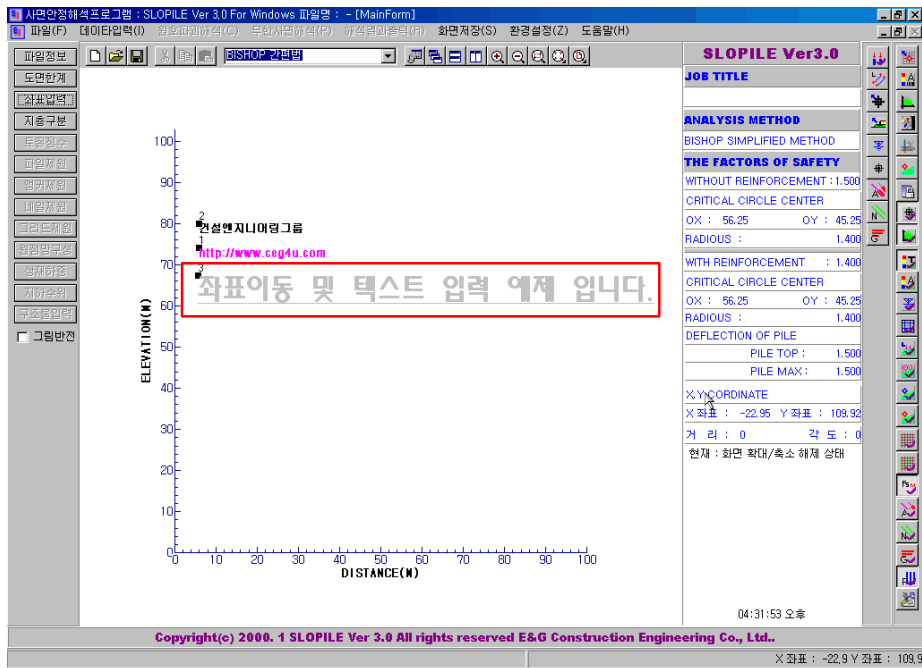 사면안정해석프로그램 : SLOPILE Ver 3.0 For Windows 파일명 : - [MainForm]
파일(F) 데이타입력(I) 원호파괴해석(C) 무한사면해석(P) 해석결과출력(R) 화면저장(S) 환경설정(Z) 도움말(H)
파일정보
도면한계
좌표입력
지층구분
토질정수
파일제원
앵커제원
네일제원
그리드제원
원점망구성
상재하중
지하수위
구조물입력
그림반전
BISHOP 간편법
ELEVATION(M)
100
90
80
70
60
50
40
30
20
10
0
2
건설엔지니어링그룹
1
http://www.ceg4u.com
3
좌표이동 및 텍스트 입력 예제 입니다.
0 10 20 30 40 50 60 70 80 90 100
DISTANCE(M)
SLOPILE Ver3.0
JOB TITLE
ANALYSIS METHOD
BISHOP SIMPLIFIED METHOD
THE FACTORS OF SAFETY
WITHOUT REINFORCEMENT : 1.500
CRITICAL CIRCLE CENTER
OX : 56.25 OY : 45.25
RADIOUS : 1.400
WITH REINFORCEMENT : 1.400
CRITICAL CIRCLE CENTER
OX : 56.25 OY : 45.25
RADIOUS : 1.400
DEFLECTION OF PILE
PILE TOP : 1.500
PILE MAX : 1.500
X,Y CORDINATE
X 좌표 : -22.95 Y 좌표 : 109.92
거 리 : 0 각 도 : 0
현재 : 화면 확대/축소 해제 상태
04:31:53 오후
Copyright(c) 2000. 1 SLOPILE Ver 3.0 All rights reserved E&G Construction Engineering Co., Ltd..
X 좌표 : -22,9 Y 좌표 : 109,9